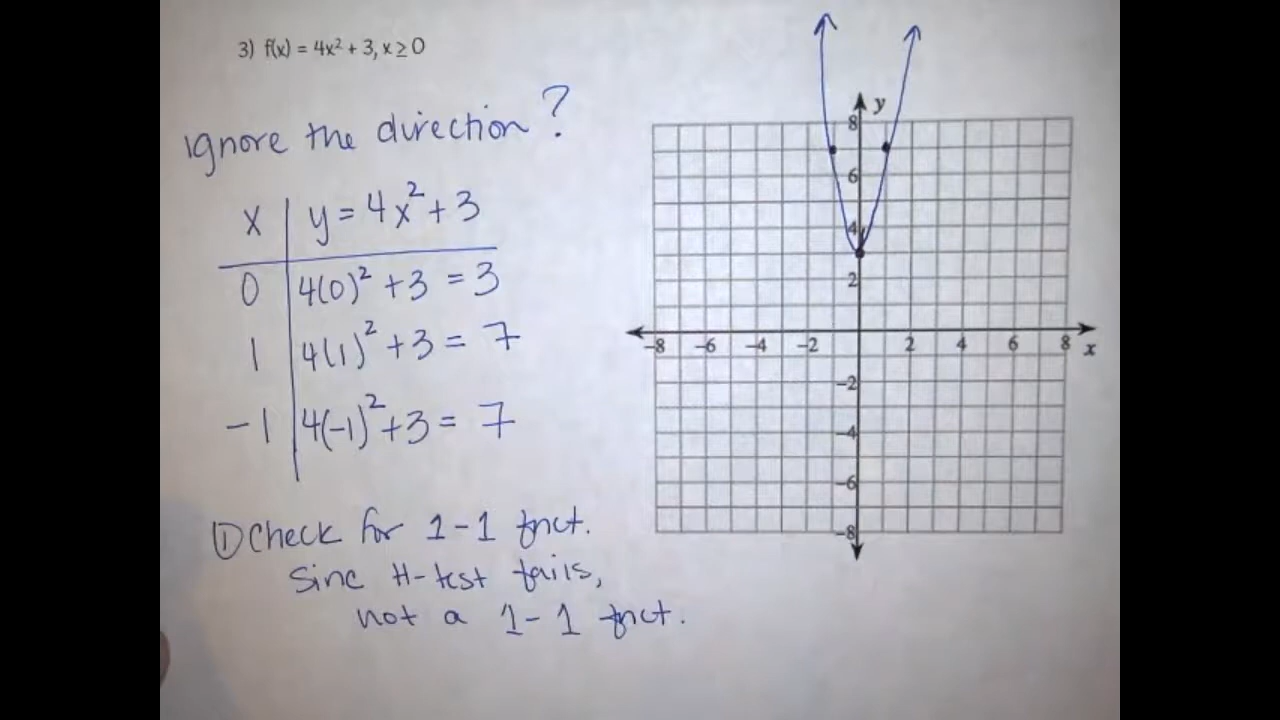 3) f(x) = 4x² + 3, x ≥ 0
ignore the direction?
x | y = 4x² + 3
0 | 4(0)² + 3 = 3
1 | 4(1)² + 3 = 7
-1 | 4(-1)² + 3 = 7
① Check for 1-1 fnct.
Sinc H-test fails,
not a 1-1 fnct.
y
8
6
4
2
-8 -6 -4 -2 2 4 6 8 x
-2
-4
-6
-8